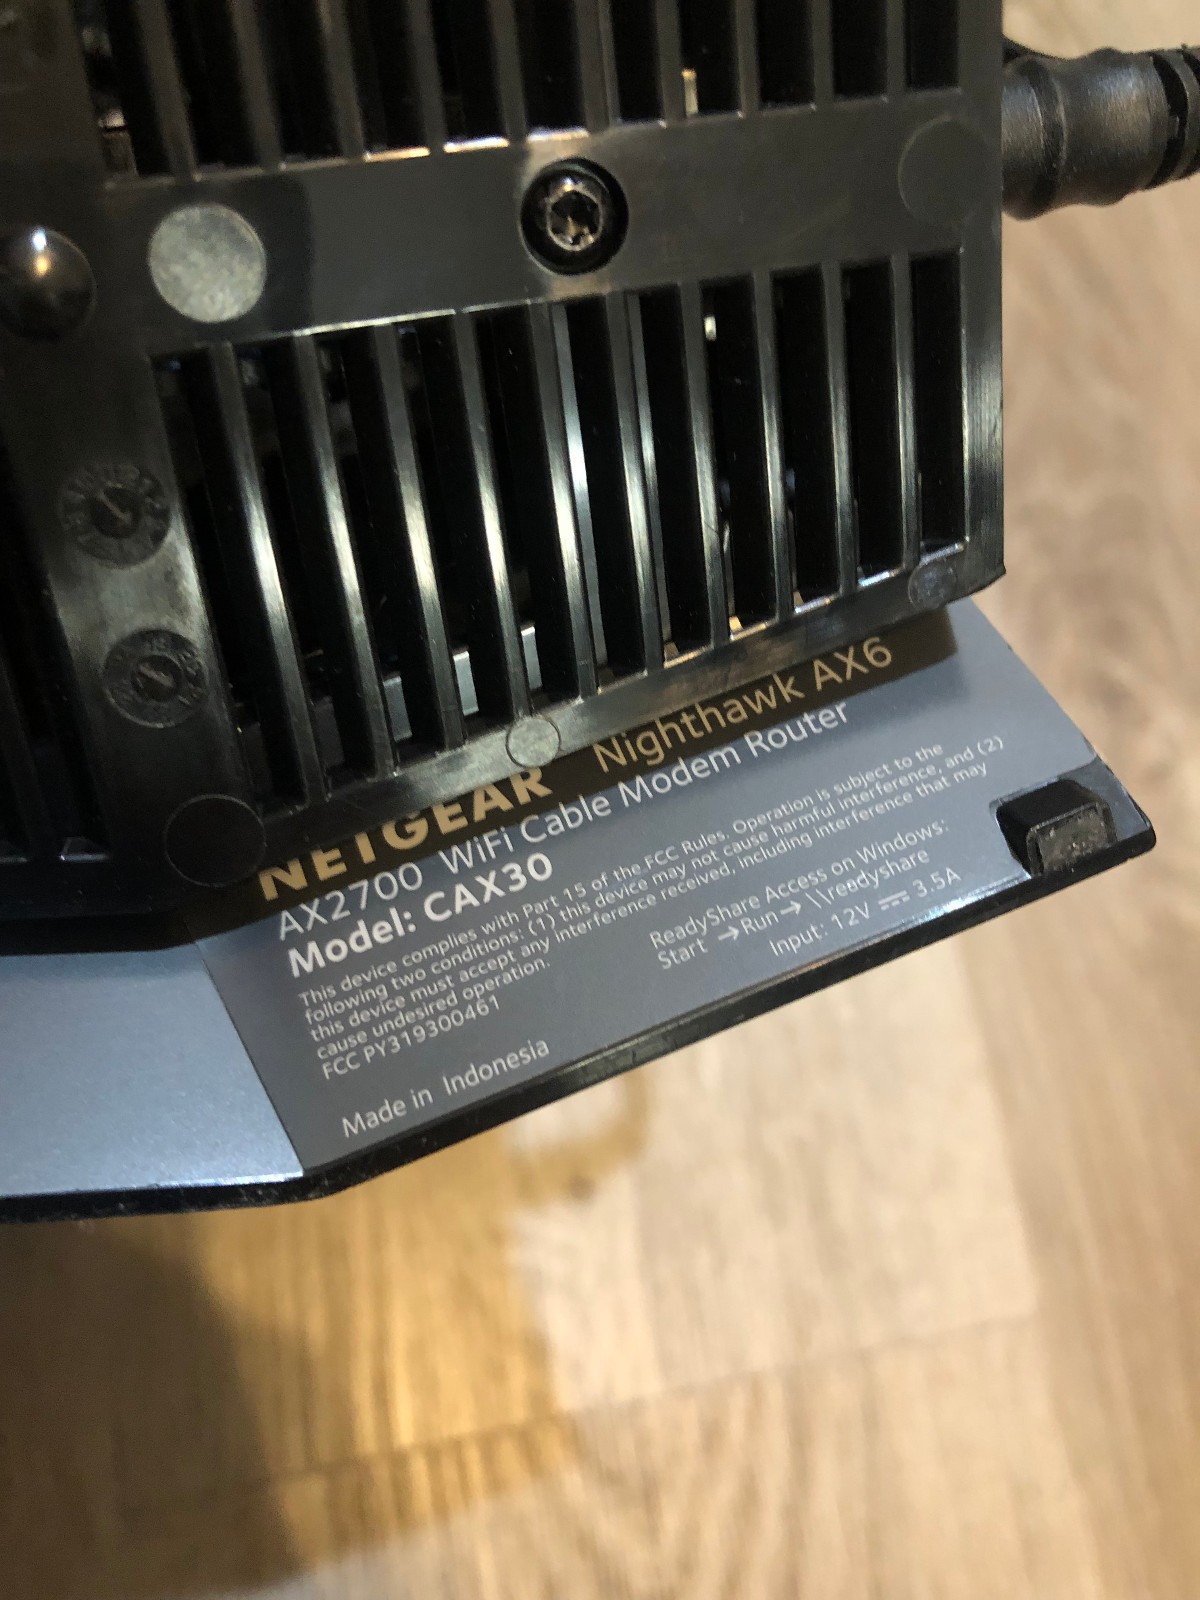 NETGEAR Nighthawk AX6
AX2700 WiFi Cable Modem Router
Model: CAX30
This device complies with Part 15 of the FCC Rules. Operation is subject to the
following two conditions: (1) this device may not cause harmful interference, and (2)
this device must accept any interference received, including interference that may
cause undesired operation.
FCC PY319300461
Made in Indonesia
ReadyShare Access on Windows:
Start →Run→ \\readyshare
Input: 12V ⎓ 3.5A